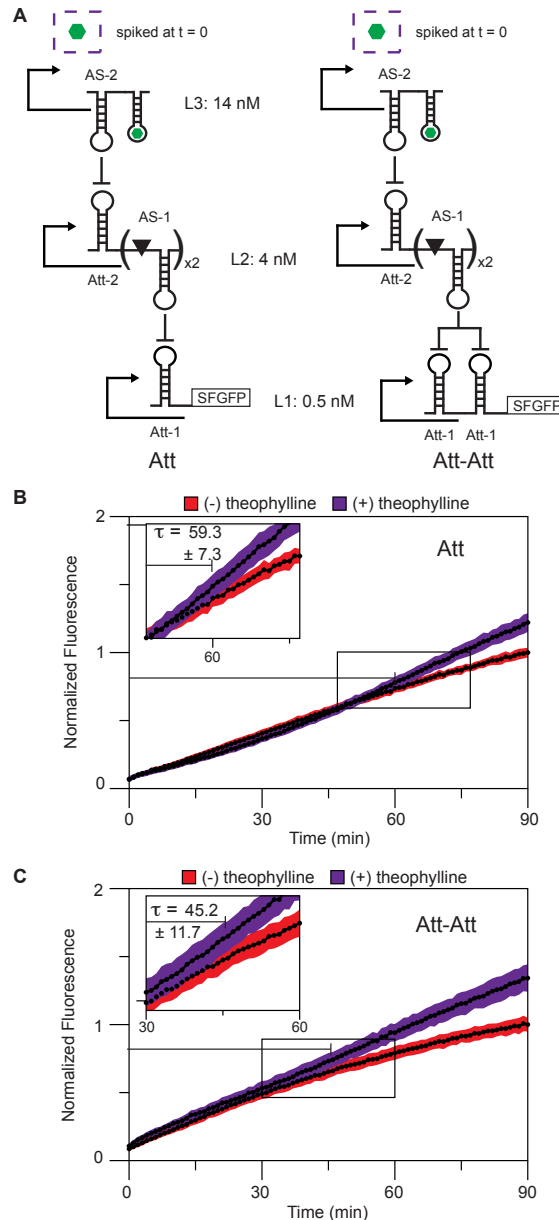 A
spiked at t = 0
spiked at t = 0
AS-2
AS-2
L3: 14 nM
AS-1
AS-1
L2: 4 nM
x2
x2
Att-2
Att-2
SFGFP
SFGFP
L1: 0.5 nM
Att-1
Att-1
Att-1
Att
Att-Att
B
(-) theophylline
(+) theophylline
2
τ = 59.3
± 7.3
Att
60
1
Normalized Fluorescence
0
0
30
60
90
Time (min)
C
(-) theophylline
(+) theophylline
2
τ = 45.2
± 11.7
Att-Att
30
60
1
Normalized Fluorescence
0
0
30
60
90
Time (min)